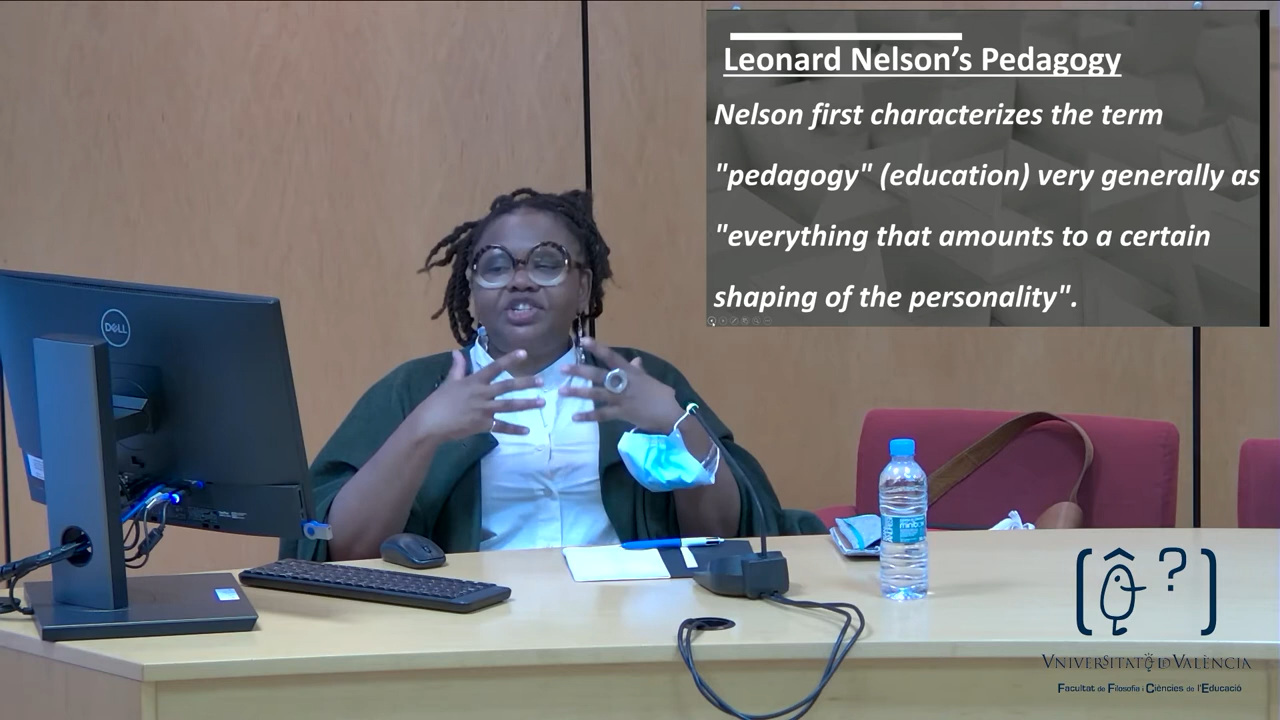 Leonard Nelson’s Pedagogy
Nelson first characterizes the term
"pedagogy" (education) very generally as
"everything that amounts to a certain
shaping of the personality".
DELL
?
VNIVERSITAT ID VALÈNCIA
Facultat de Filosofia i Ciències de l'Educació